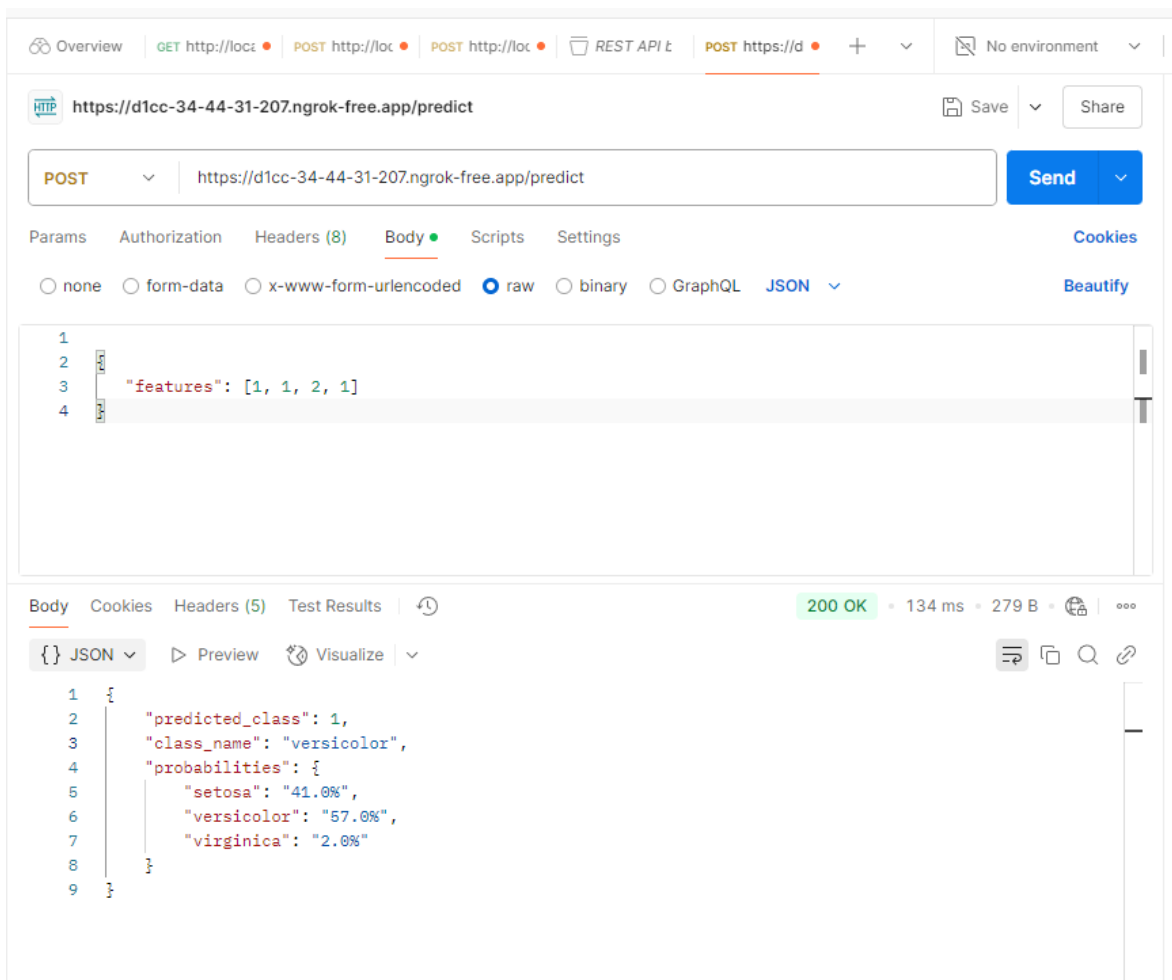 Overview GET http://loca POST http://loc POST http://loc REST API b POST https://d No environment
HTTP https://d1cc-34-44-31-207.ngrok-free.app/predict Save Share
POST https://d1cc-34-44-31-207.ngrok-free.app/predict Send
Params Authorization Headers (8) Body Scripts Settings Cookies
none form-data x-www-form-urlencoded raw binary GraphQL JSON Beautify
1
2 {
3 "features": [1, 1, 2, 1]
4 }
Body Cookies Headers (5) Test Results 200 OK 134 ms 279 B
{} JSON Preview Visualize
1 {
2 "predicted_class": 1,
3 "class_name": "versicolor",
4 "probabilities": {
5 "setosa": "41.0%",
6 "versicolor": "57.0%",
7 "virginica": "2.0%"
8 }
9 }